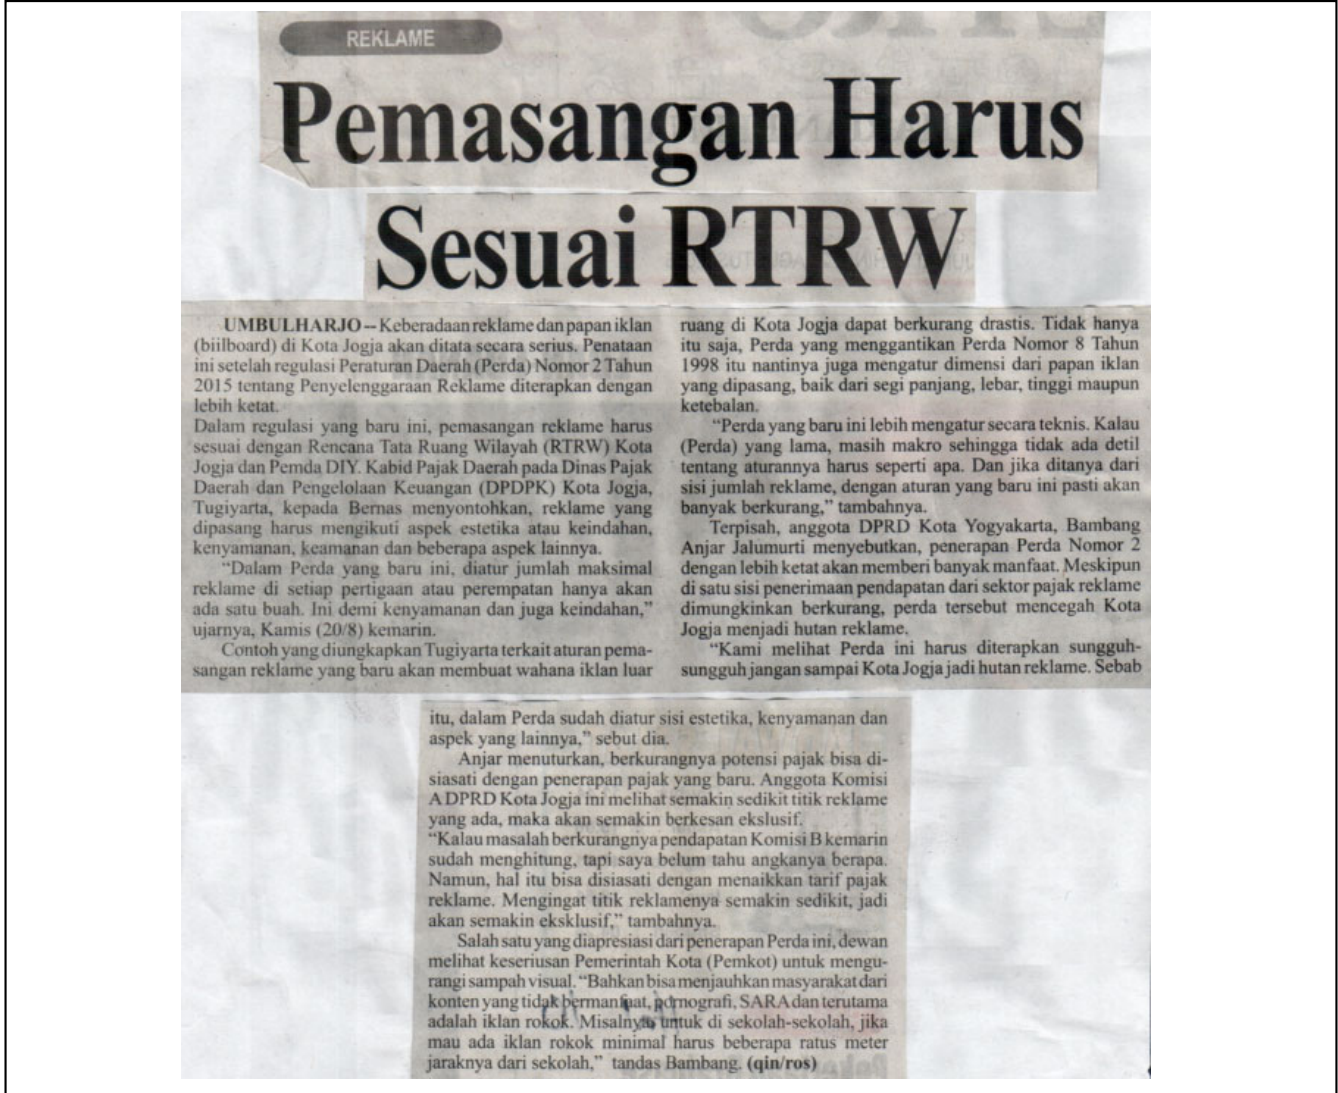 REKLAME
Pemasangan Harus
Sesuai RTRW
UMBULHARJO -- Keberadaan reklame dan papan iklan
(biilboard) di Kota Jogja akan ditata secara serius. Penataan
ini setelah regulasi Peraturan Daerah (Perda) Nomor 2 Tahun
2015 tentang Penyelenggaraan Reklame diterapkan dengan
lebih ketat.
Dalam regulasi yang baru ini, pemasangan reklame harus
sesuai dengan Rencana Tata Ruang Wilayah (RTRW) Kota
Jogja dan Pemda DIY. Kabid Pajak Daerah pada Dinas Pajak
Daerah dan Pengelolaan Keuangan (DPDPK) Kota Jogja,
Tugiyarta, kepada Bernas menyontohkan, reklame yang
dipasang harus mengikuti aspek estetika atau keindahan,
kenyamanan, keamanan dan beberapa aspek lainnya.
“Dalam Perda yang baru ini, diatur jumlah maksimal
reklame di setiap pertigaan atau perempatan hanya akan
ada satu buah. Ini demi kenyamanan dan juga keindahan,”
ujarnya, Kamis (20/8) kemarin.
Contoh yang diungkapkan Tugiyarta terkait aturan pema-
sangan reklame yang baru akan membuat wahana iklan luar
ruang di Kota Jogja dapat berkurang drastis. Tidak hanya
itu saja, Perda yang menggantikan Perda Nomor 8 Tahun
1998 itu nantinya juga mengatur dimensi dari papan iklan
yang dipasang, baik dari segi panjang, lebar, tinggi maupun
ketebalan.
“Perda yang baru ini lebih mengatur secara teknis. Kalau
(Perda) yang lama, masih makro sehingga tidak ada detil
tentang aturannya harus seperti apa. Dan jika ditanya dari
sisi jumlah reklame, dengan aturan yang baru ini pasti akan
banyak berkurang,” tambahnya.
Terpisah, anggota DPRD Kota Yogyakarta, Bambang
Anjar Jalumurti menyebutkan, penerapan Perda Nomor 2
dengan lebih ketat akan memberi banyak manfaat. Meskipun
di satu sisi penerimaan pendapatan dari sektor pajak reklame
dimungkinkan berkurang, perda tersebut mencegah Kota
Jogja menjadi hutan reklame.
“Kami melihat Perda ini harus diterapkan sungguh-
sungguh jangan sampai Kota Jogja jadi hutan reklame. Sebab
itu, dalam Perda sudah diatur sisi estetika, kenyamanan dan
aspek yang lainnya,” sebut dia.
Anjar menuturkan, berkurangnya potensi pajak bisa di-
siasati dengan penerapan pajak yang baru. Anggota Komisi
A DPRD Kota Jogja ini melihat semakin sedikit titik reklame
yang ada, maka akan semakin berkesan ekslusif.
“Kalau masalah berkurangnya pendapatan Komisi B kemarin
sudah menghitung, tapi saya belum tahu angkanya berapa.
Namun, hal itu bisa disiasati dengan menaikkan tarif pajak
reklame. Mengingat titik reklamenya semakin sedikit, jadi
akan semakin eksklusif,” tambahnya.
Salah satu yang diapresiasi dari penerapan Perda ini, dewan
melihat keseriusan Pemerintah Kota (Pemkot) untuk mengu-
rangi sampah visual. “Bahkan bisa menjauhkan masyarakat dari
konten yang tidak bermanfaat, pornografi, SARA dan terutama
adalah iklan rokok. Misalnya, untuk di sekolah-sekolah, jika
mau ada iklan rokok minimal harus beberapa ratus meter
jaraknya dari sekolah,” tandas Bambang. (qin/ros)